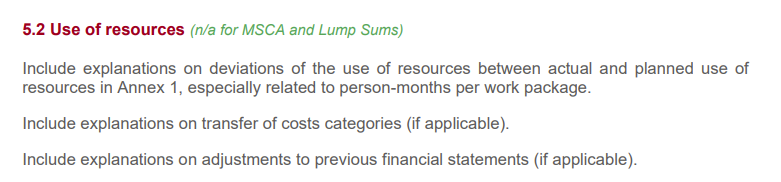 5.2 Use of resources (n/a for MSCA and Lump Sums)
Include explanations on deviations of the use of resources between actual and planned use of
resources in Annex 1, especially related to person-months per work package.
Include explanations on transfer of costs categories (if applicable).
Include explanations on adjustments to previous financial statements (if applicable).